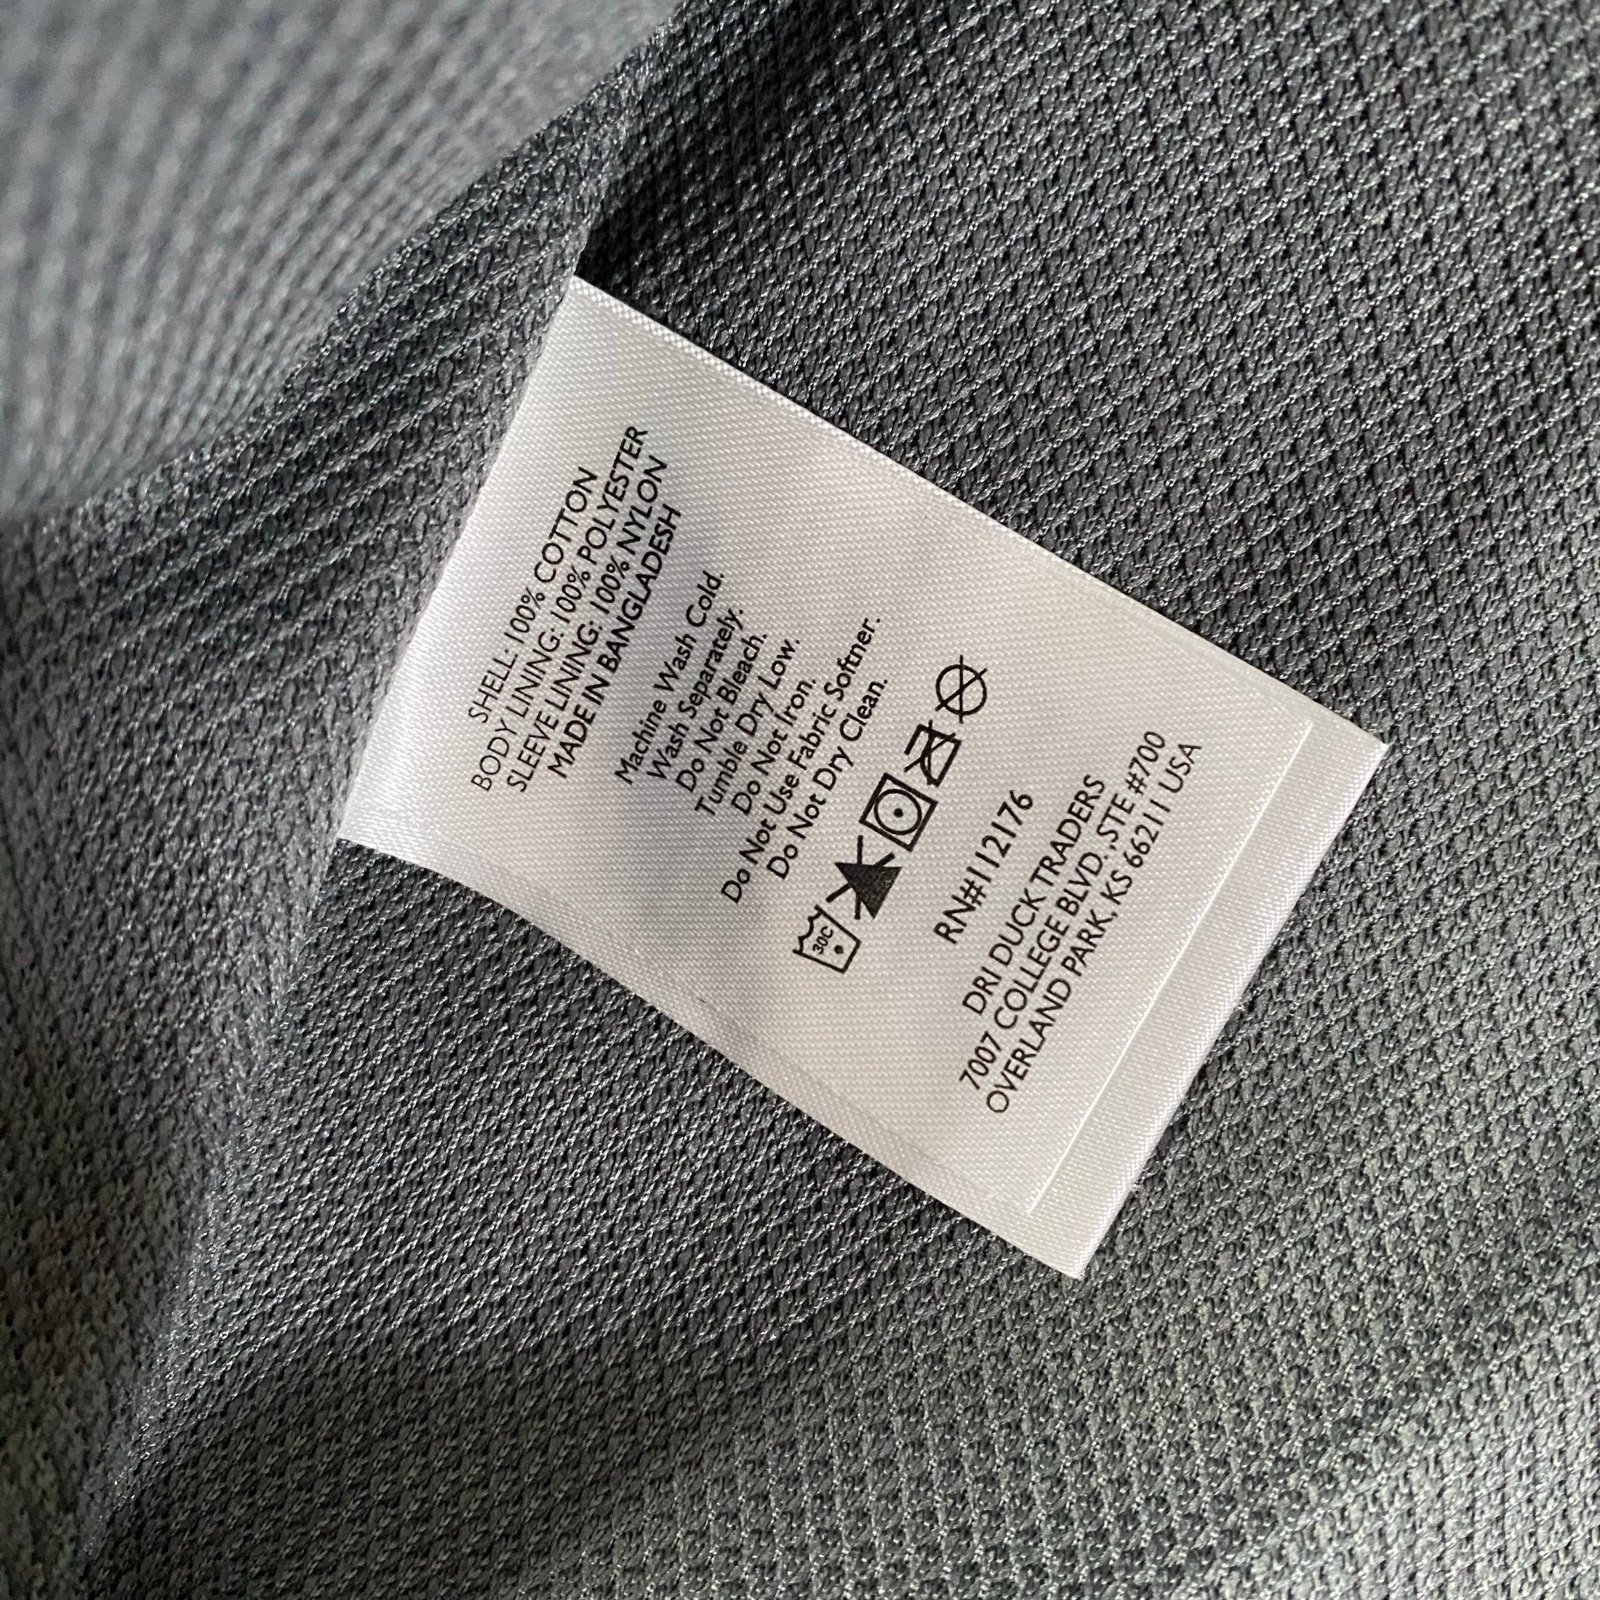 SHELL: 100% COTTON
BODY LINING: 100% POLYESTER
SLEEVE LINING: 100% NYLON
MADE IN BANGLADESH
Machine Wash Cold.
Wash Separately.
Do Not Bleach.
Tumble Dry Low.
Do Not Iron.
Do Not Use Fabric Softner.
Do Not Dry Clean.
30C
RN#112176
DRI DUCK TRADERS
7007 COLLEGE BLVD. ,STE #700
OVERLAND PARK, KS 66211 USA